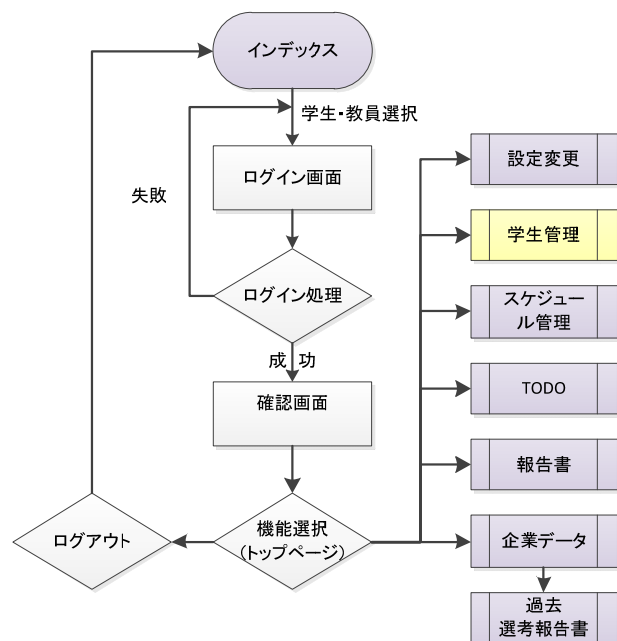 インデックス
学生・教員選択
ログイン画面
失敗
ログイン処理
成 功
確認画面
機能選択
(トップページ)
ログアウト
設定変更
学生管理
スケジュー
ル管理
TODO
報告書
企業データ
過去
選考報告書